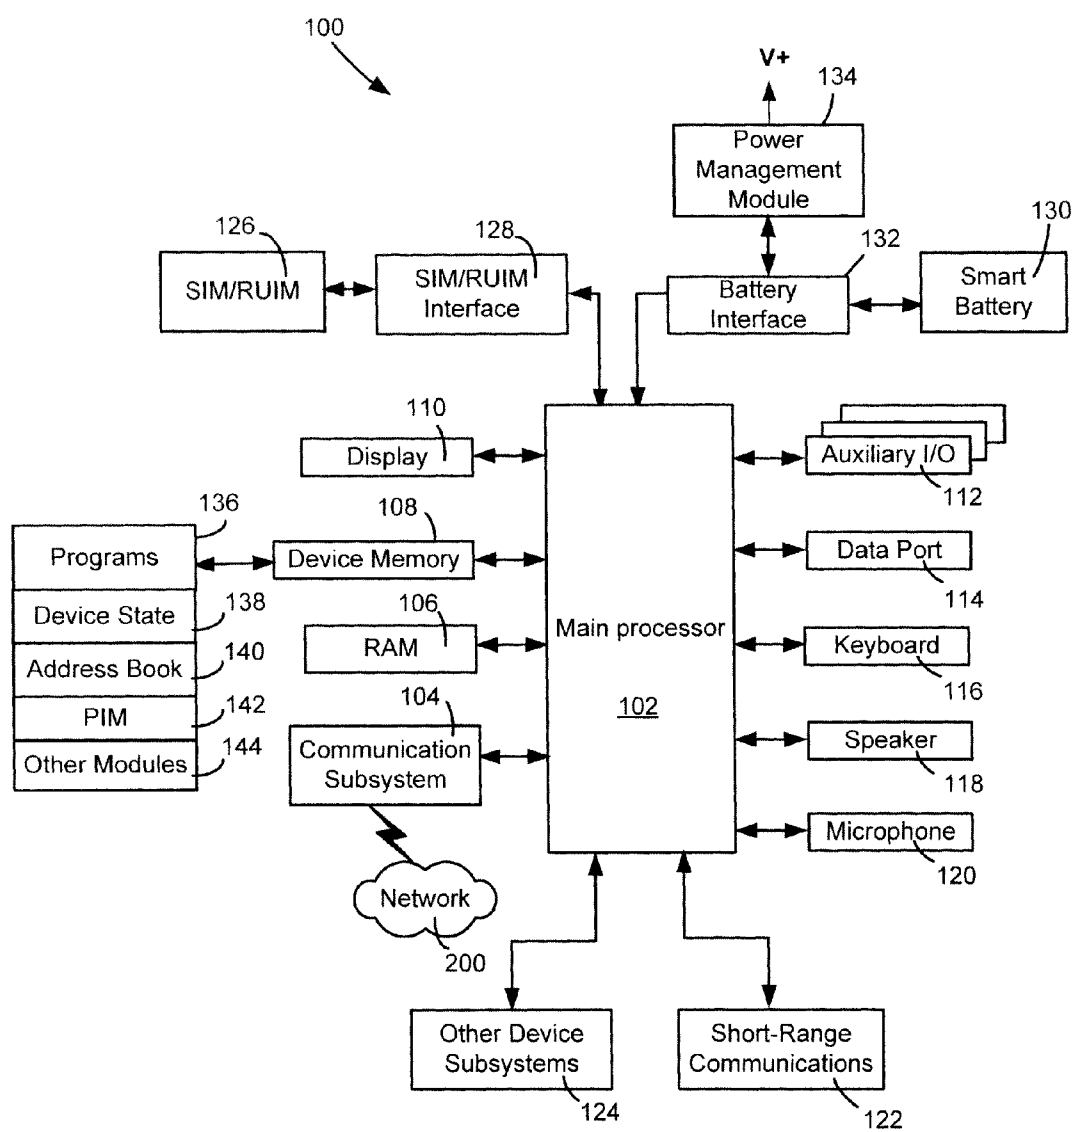 100
V+
134
Power
Management
Module
126
128
132
130
SIM/RUIM
SIM/RUIM
Interface
Battery
Interface
Smart
Battery
110
Display
Auxiliary I/O
112
136
108
Programs
Device Memory
Data Port
114
Device State
138
106
RAM
Main processor
102
Keyboard
116
Address Book
140
104
PIM
142
Communication
Subsystem
Speaker
118
Other Modules
144
Microphone
120
Network
200
Other Device
Subsystems
124
Short-Range
Communications
122